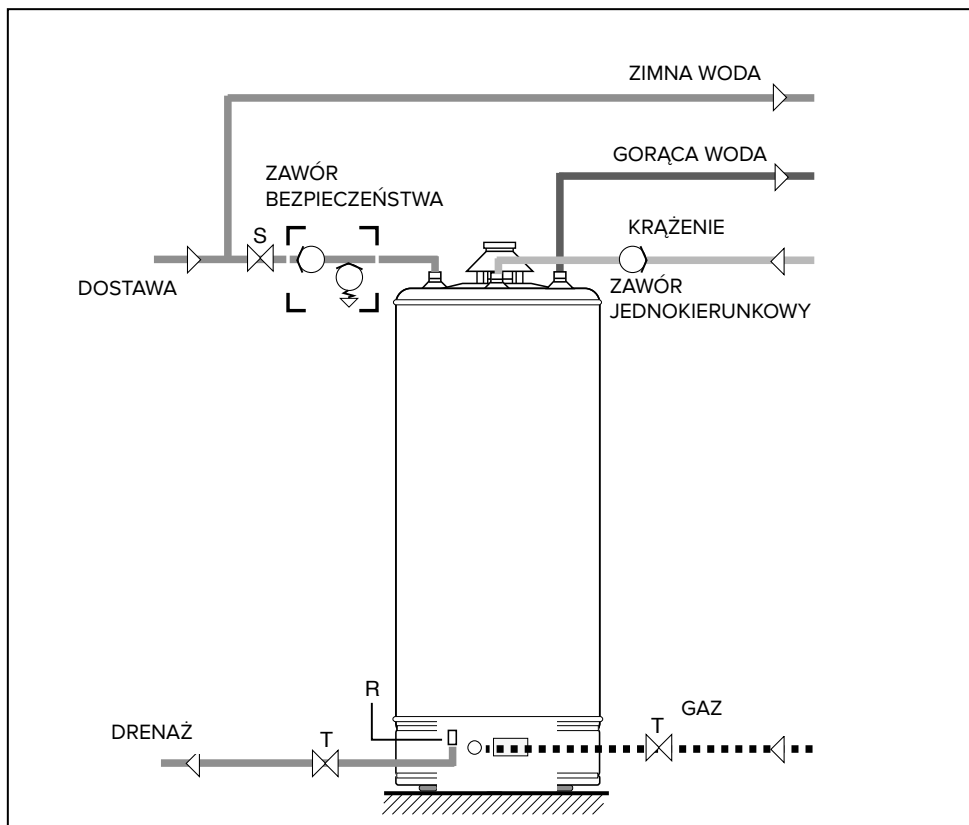 ZIMNA WODA
GORĄCA WODA
ZAWÓR
BEZPIECZEŃSTWA
KRĄŻENIE
S
DOSTAWA
ZAWÓR
JEDNOKIERUNKOWY
R
GAZ
DRENAŻ
T
T